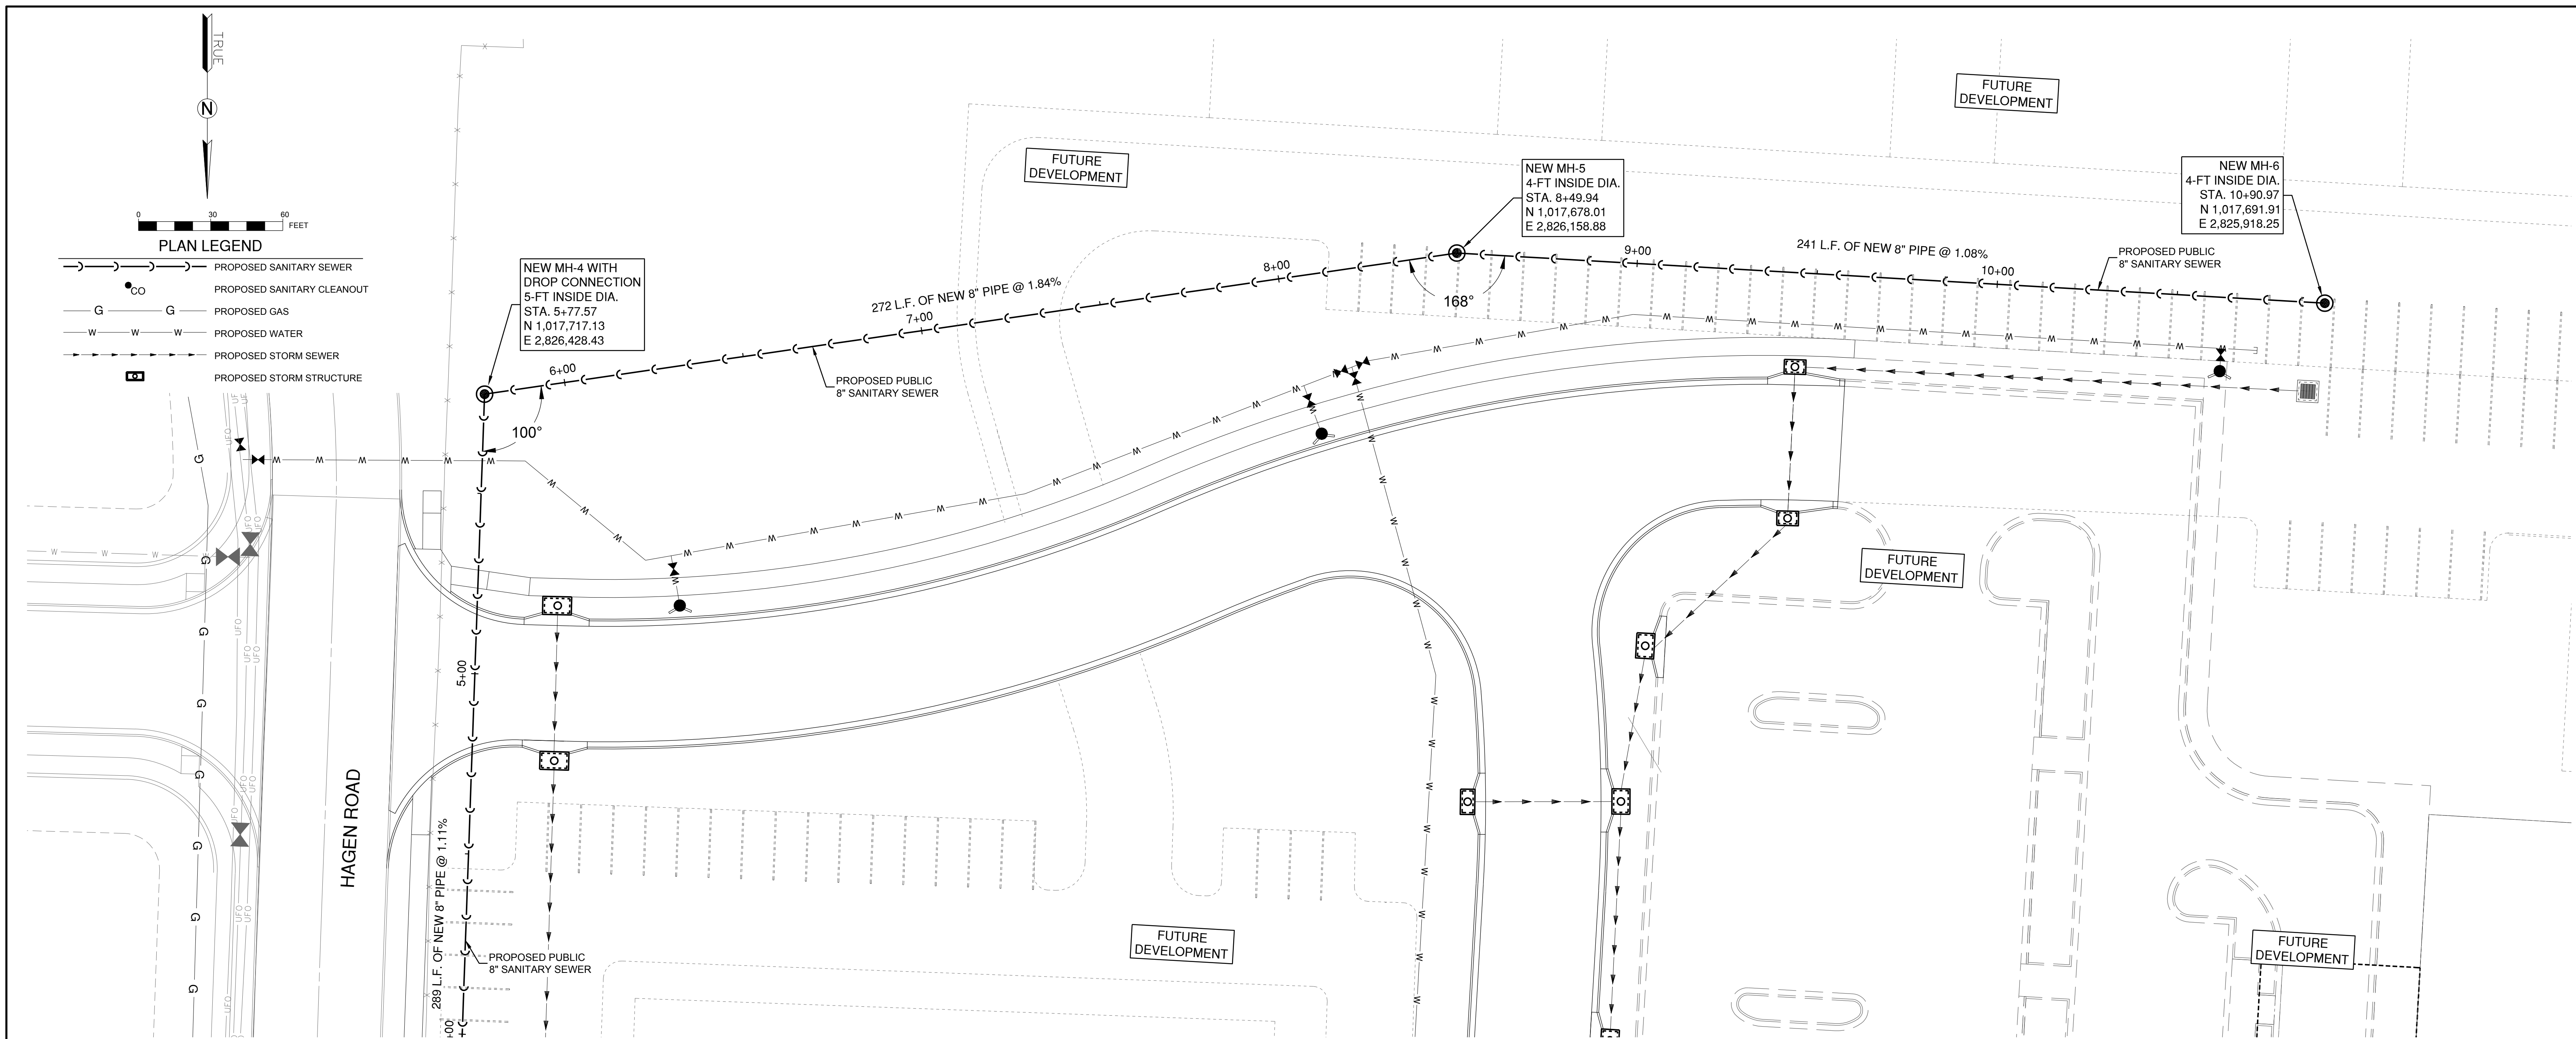 TRUE
N
0 30 60
FEET
PLAN LEGEND
PROPOSED SANITARY SEWER
CO PROPOSED SANITARY CLEANOUT
G G PROPOSED GAS
W W W PROPOSED WATER
PROPOSED STORM SEWER
PROPOSED STORM STRUCTURE
NEW MH-4 WITH
DROP CONNECTION
5-FT INSIDE DIA.
STA. 5+77.57
N 1,017,717.13
E 2,826,428.43
6+00
100°
272 L.F. OF NEW 8" PIPE @ 1.84%
7+00
PROPOSED PUBLIC
8" SANITARY SEWER
8+00
FUTURE
DEVELOPMENT
NEW MH-5
4-FT INSIDE DIA.
STA. 8+49.94
N 1,017,678.01
E 2,826,158.88
168°
9+00
241 L.F. OF NEW 8" PIPE @ 1.08%
10+00
PROPOSED PUBLIC
8" SANITARY SEWER
FUTURE
DEVELOPMENT
NEW MH-6
4-FT INSIDE DIA.
STA. 10+90.97
N 1,017,691.91
E 2,825,918.25
5+00
HAGEN ROAD
289 L.F. OF NEW 8" PIPE @ 1.11%
PROPOSED PUBLIC
8" SANITARY SEWER
FUTURE
DEVELOPMENT
FUTURE
DEVELOPMENT
FUTURE
DEVELOPMENT